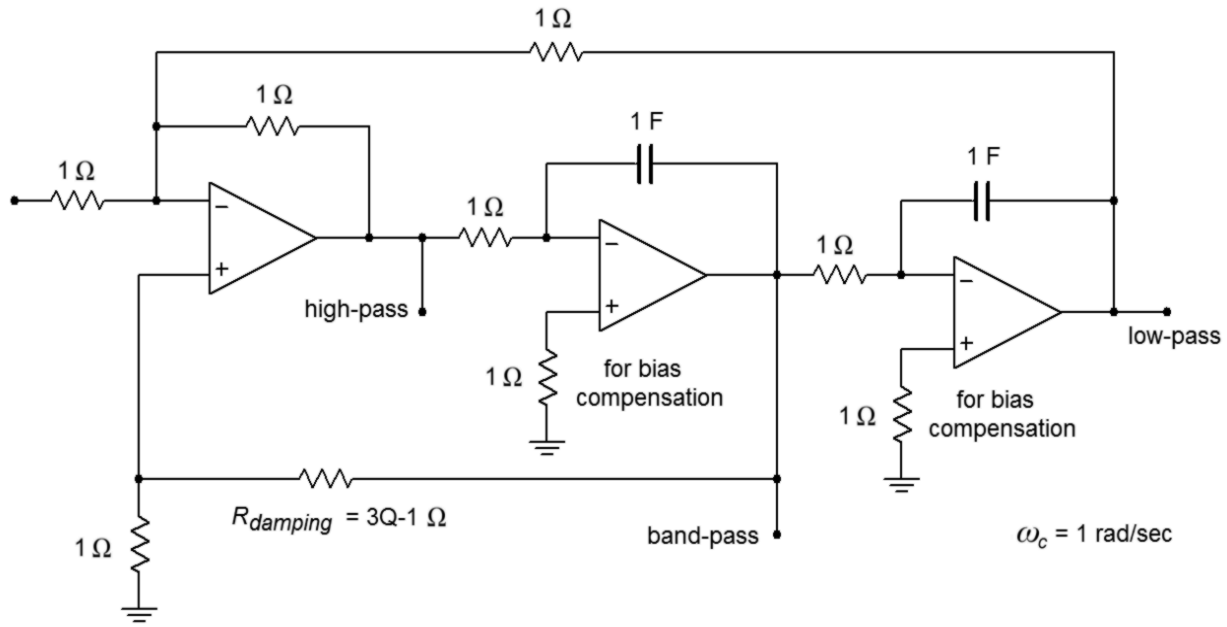 1 Ω
1 Ω
1 F
1 F
1 Ω
−
1 Ω
−
1 Ω
−
+
high-pass
+
low-pass
+
for bias
compensation
1 Ω
for bias
compensation
1 Ω
R_damping = 3Q-1 Ω
band-pass
ω_c = 1 rad/sec
1 Ω